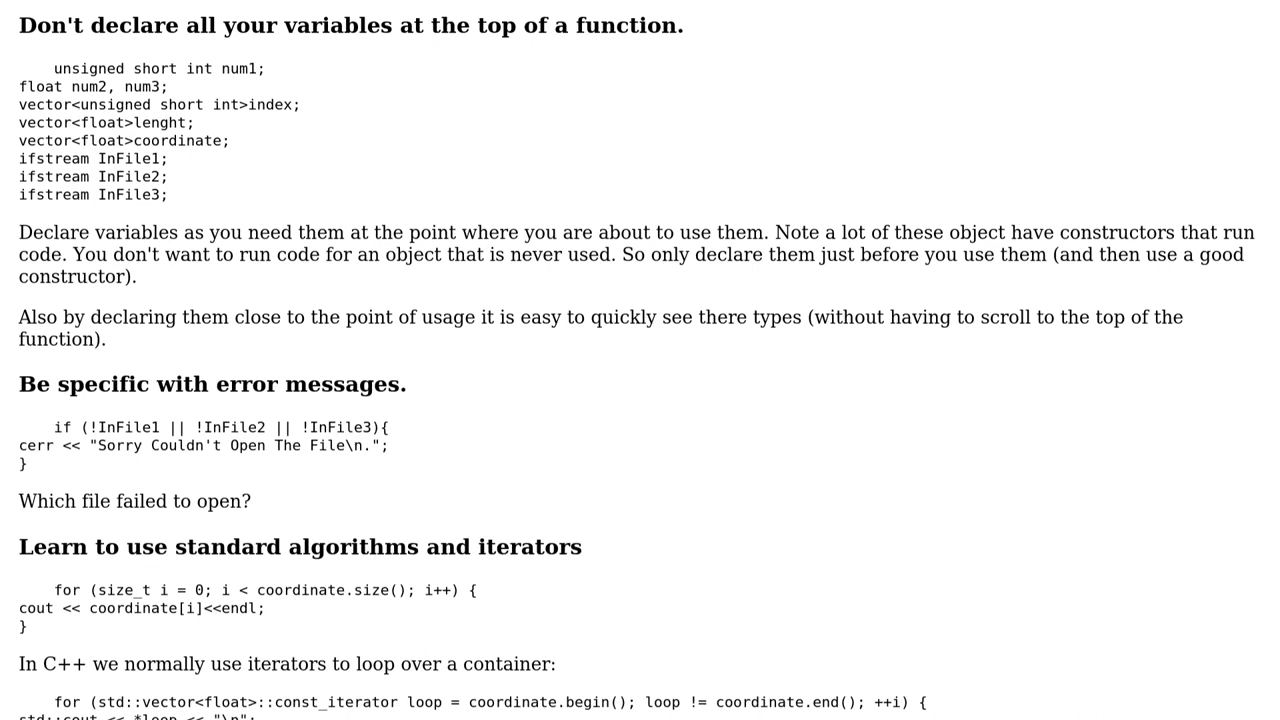 Don't declare all your variables at the top of a function.
unsigned short int num1;
float num2, num3;
vector<unsigned short int>index;
vector<float>lenght;
vector<float>coordinate;
ifstream InFile1;
ifstream InFile2;
ifstream InFile3;
Declare variables as you need them at the point where you are about to use them. Note a lot of these object have constructors that run
code. You don't want to run code for an object that is never used. So only declare them just before you use them (and then use a good
constructor).
Also by declaring them close to the point of usage it is easy to quickly see there types (without having to scroll to the top of the
function).
Be specific with error messages.
if (!InFile1 || !InFile2 || !InFile3){
cerr << "Sorry Couldn't Open The File\n.";
}
Which file failed to open?
Learn to use standard algorithms and iterators
for (size_t i = 0; i < coordinate.size(); i++) {
cout << coordinate[i]<<endl;
}
In C++ we normally use iterators to loop over a container:
for (std::vector<float>::const_iterator loop = coordinate.begin(); loop != coordinate.end(); ++i) {
std::cout << *loop << "\n";